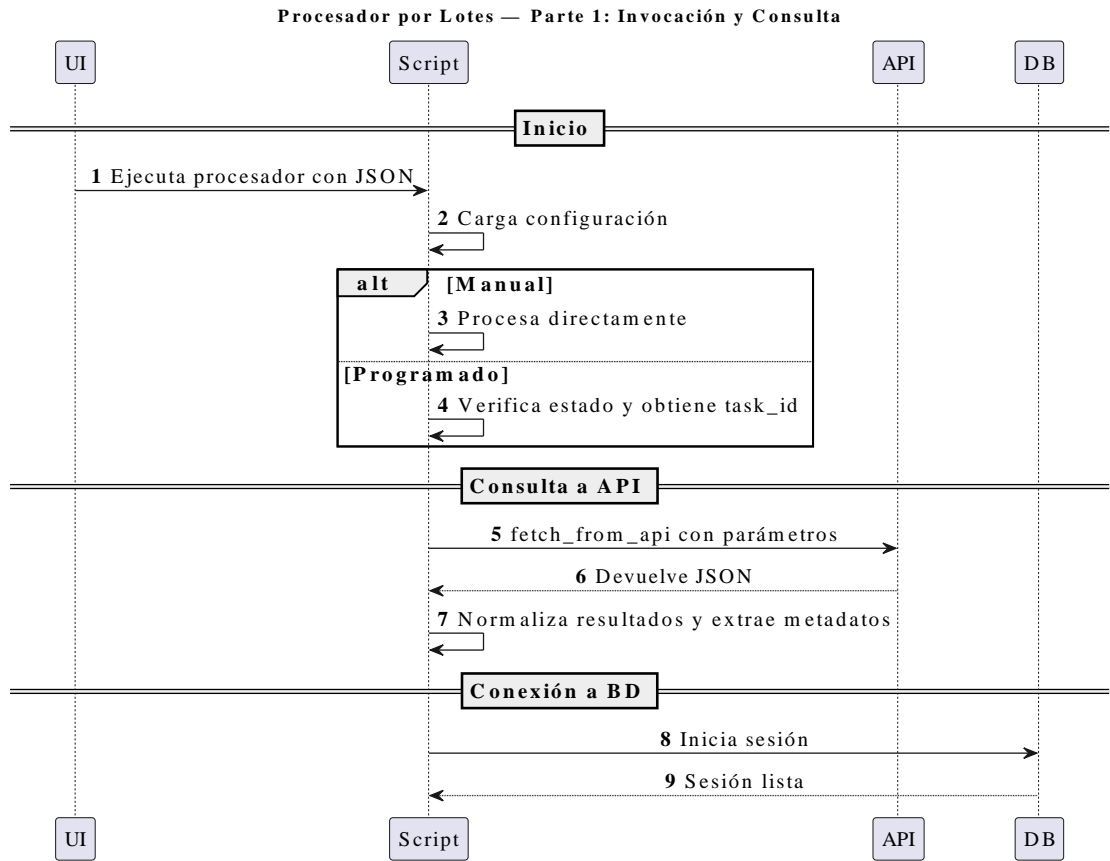 Procesador por Lotes — Parte 1: Invocación y Consulta
UI Script API DB
Inicio
1 Ejecuta procesador con JSON
2 Carga configuración
alt [Manual]
3 Procesa directamente
[Programado]
4 Verifica estado y obtiene task_id
Consulta a API
5 fetch_from_api con parámetros
6 Devuelve JSON
7 Normaliza resultados y extrae metadatos
Conexión a BD
8 Inicia sesión
9 Sesión lista
UI Script API DB